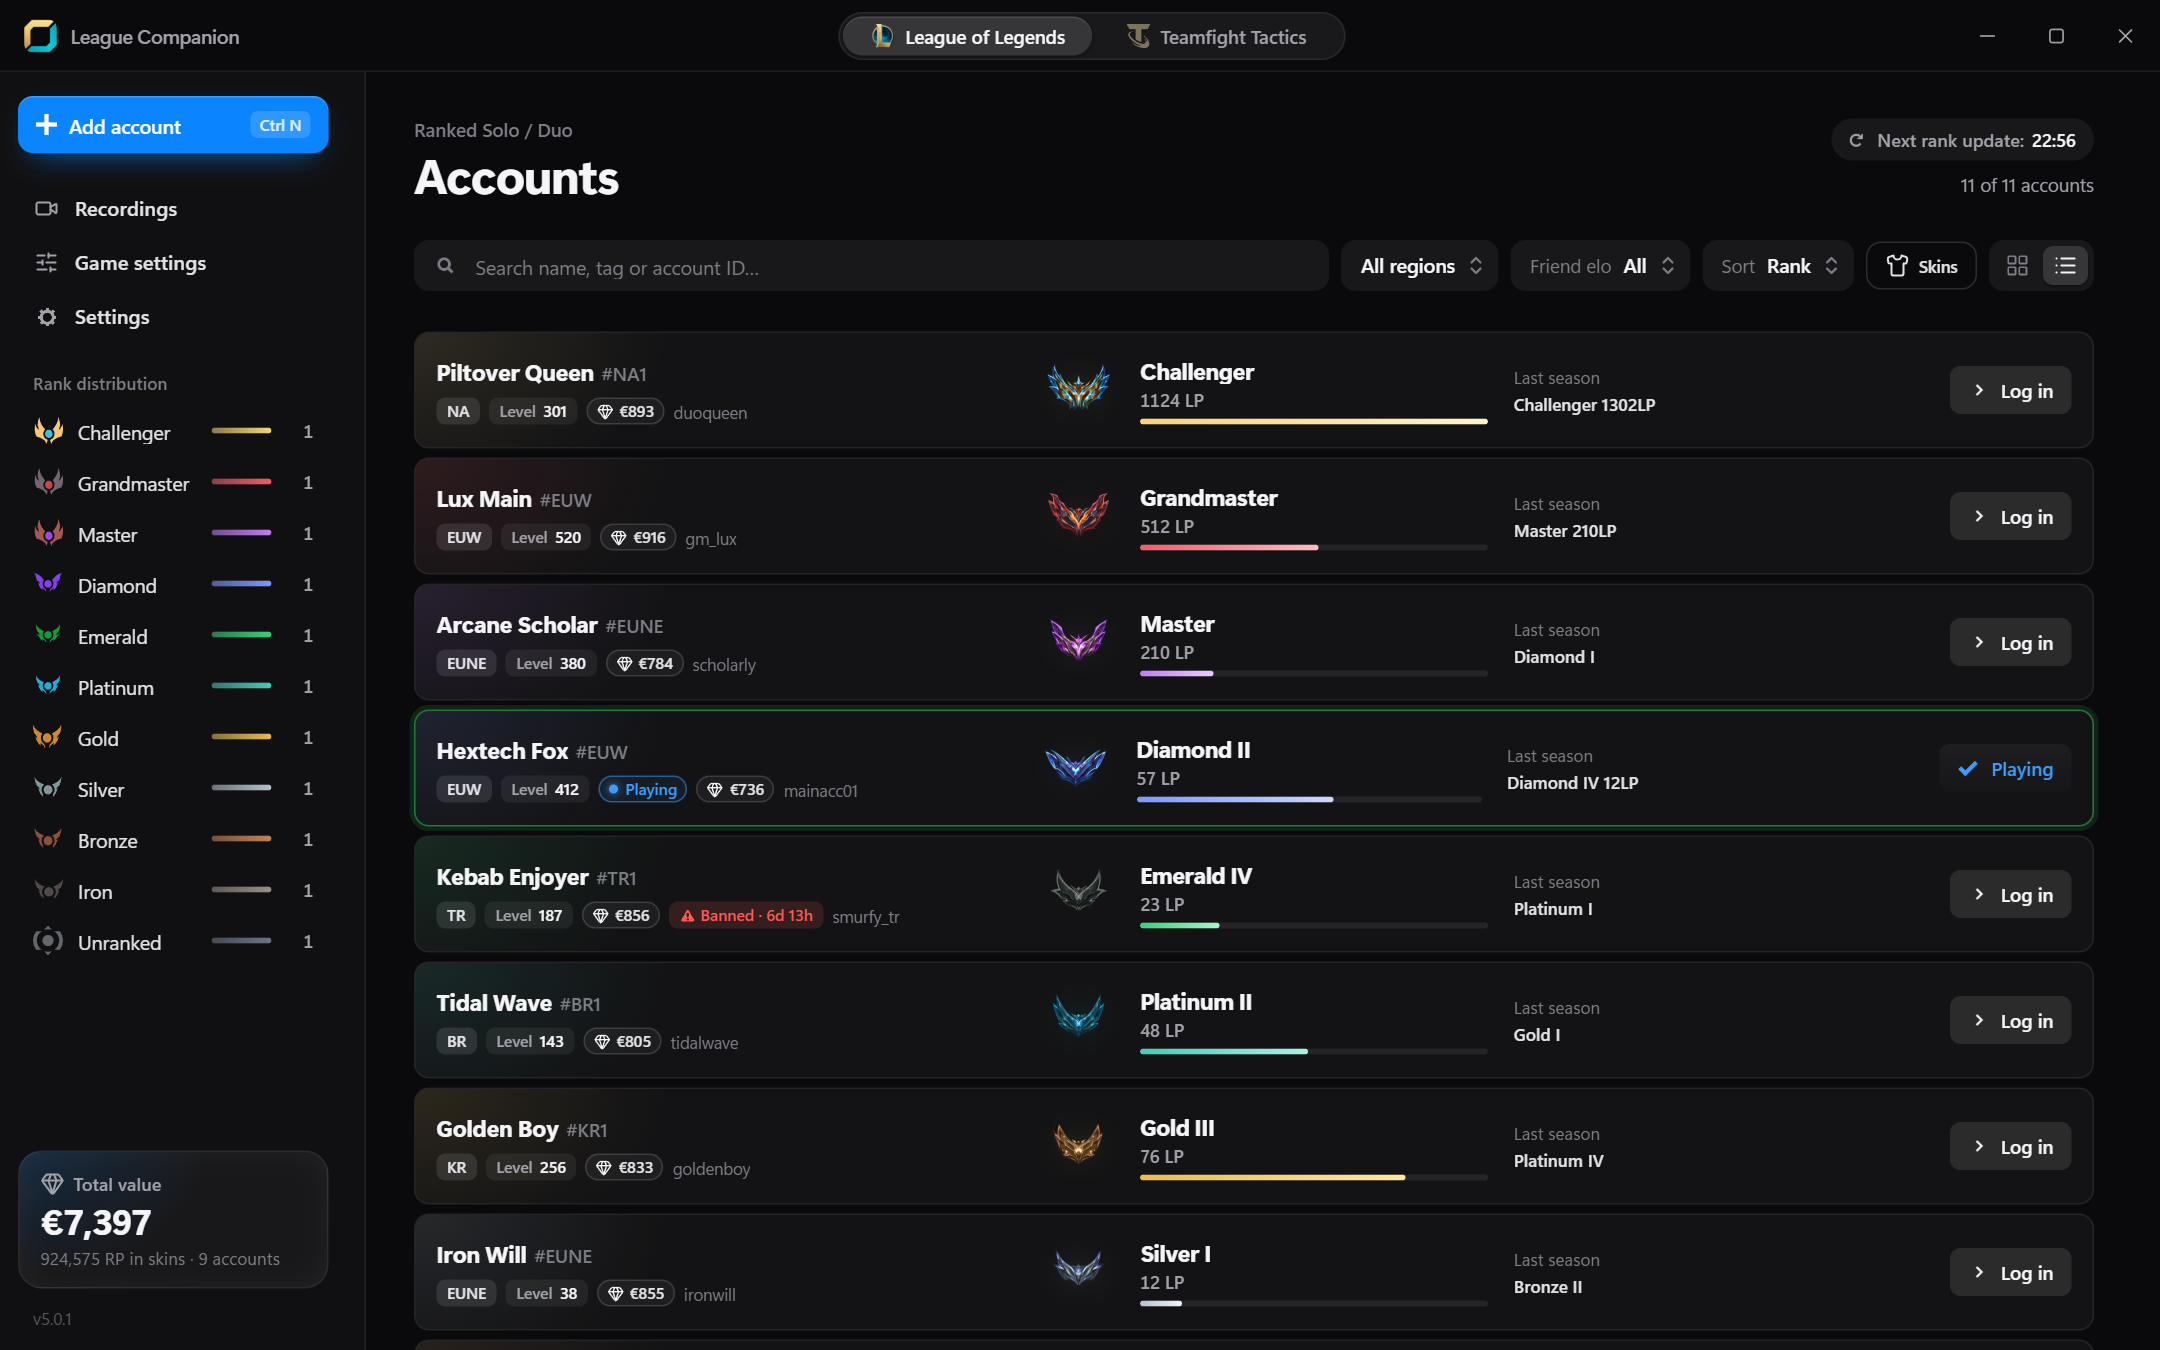 League Companion
League of Legends
Teamfight Tactics
Add account
Ctrl N
Recordings
Game settings
Settings
Rank distribution
Challenger 1
Grandmaster 1
Master 1
Diamond 1
Emerald 1
Platinum 1
Gold 1
Silver 1
Bronze 1
Iron 1
Unranked 1
Total value
€7,397
924,575 RP in skins · 9 accounts
v5.0.1
Ranked Solo / Duo
Accounts
Next rank update: 22:56
11 of 11 accounts
Search name, tag or account ID...
All regions
Friend elo All
Sort Rank
Skins
Piltover Queen #NA1
NA Level 301 €893 duoqueen
Challenger
1124 LP
Last season
Challenger 1302LP
Log in
Lux Main #EUW
EUW Level 520 €916 gm_lux
Grandmaster
512 LP
Last season
Master 210LP
Log in
Arcane Scholar #EUNE
EUNE Level 380 €784 scholarly
Master
210 LP
Last season
Diamond I
Log in
Hextech Fox #EUW
EUW Level 412 Playing €736 mainacc01
Diamond II
57 LP
Last season
Diamond IV 12LP
Playing
Kebab Enjoyer #TR1
TR Level 187 €856 Banned · 6d 13h smurfy_tr
Emerald IV
23 LP
Last season
Platinum I
Log in
Tidal Wave #BR1
BR Level 143 €805 tidalwave
Platinum II
48 LP
Last season
Gold I
Log in
Golden Boy #KR1
KR Level 256 €833 goldenboy
Gold III
76 LP
Last season
Platinum IV
Log in
Iron Will #EUNE
EUNE Level 38 €855 ironwill
Silver I
12 LP
Last season
Bronze II
Log in